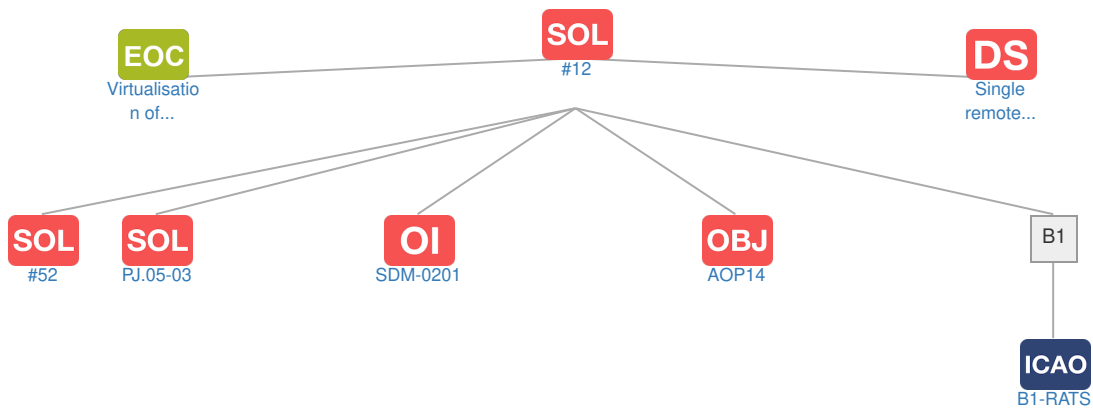 EOC
Virtualisatio
n of...
SOL
#12
DS
Single
remote...
SOL
#52
SOL
PJ.05-03
OI
SDM-0201
OBJ
AOP14
B1
ICAO
B1-RATS